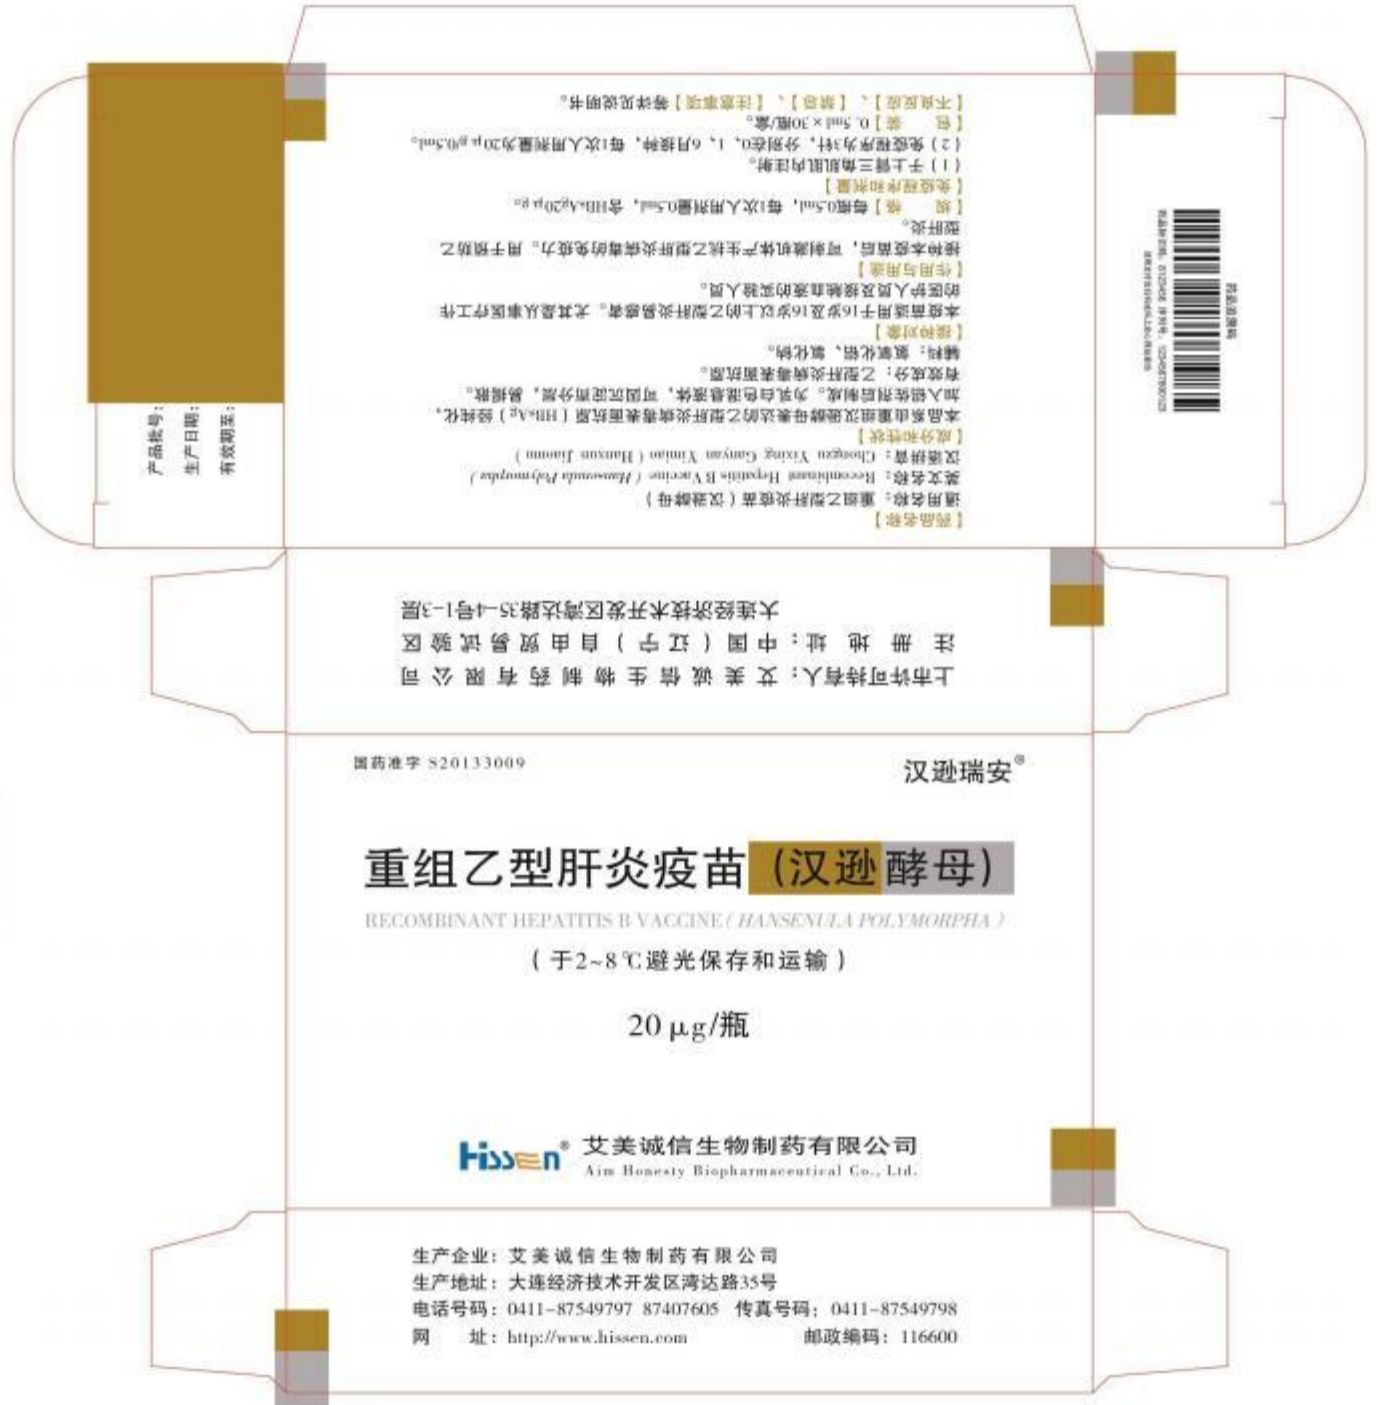 【药品名称】
通用名称：重组乙型肝炎疫苗（汉逊酵母）
英文名称：Recombinant Hepatitis B Vaccine（Hansenula Polymorpha）
汉语拼音：Chongzu Yixing Ganyan Yimiao（Hanxun Jiaomu）
【成分和性状】
本品系由重组汉逊酵母表达的乙型肝炎病毒表面抗原（HBsAg）经纯化，
加入铝佐剂后制成。为乳白色混悬液体，可因沉淀而分层，易摇散。
有效成分：乙型肝炎病毒表面抗原。
辅料：氢氧化铝、氯化钠。
【接种对象】
本疫苗适用于16岁及16岁以上的乙型肝炎易感者。尤其是从事医疗工作
的医护人员及接触血液的实验人员。
【作用与用途】
接种本疫苗后，可刺激机体产生抗乙型肝炎病毒的免疫力。用于预防乙
型肝炎。
【规 格】每瓶0.5ml，每1次人用剂量0.5ml，含HBsAg20μg。
【免疫程序和剂量】
（1）于上臂三角肌肌内注射。
（2）免疫程序为3针，分别在0、1、6月接种，每1次人用剂量为20μg/0.5ml。
【包 装】0.5ml×30瓶/盒。
【不良反应】、【禁忌】、【注意事项】等详见说明书。
产品批号：
生产日期：
有效期至：
药品追溯码
上市许可持有人：艾美诚信生物制药有限公司
注册地址：中国（辽宁）自由贸易试验区
大连经济技术开发区湾达路35-4号1-3层
国药准字 S20133009
汉逊瑞安®
重组乙型肝炎疫苗（汉逊酵母）
RECOMBINANT HEPATITIS B VACCINE（HANSENULA POLYMORPHA）
（于2~8℃避光保存和运输）
20 μg/瓶
Hissen® 艾美诚信生物制药有限公司
Aim Honesty Biopharmaceutical Co., Ltd.
生产企业：艾美诚信生物制药有限公司
生产地址：大连经济技术开发区湾达路35号
电话号码：0411-87549797 87407605 传真号码：0411-87549798
网 址：http://www.hissen.com 邮政编码：116600